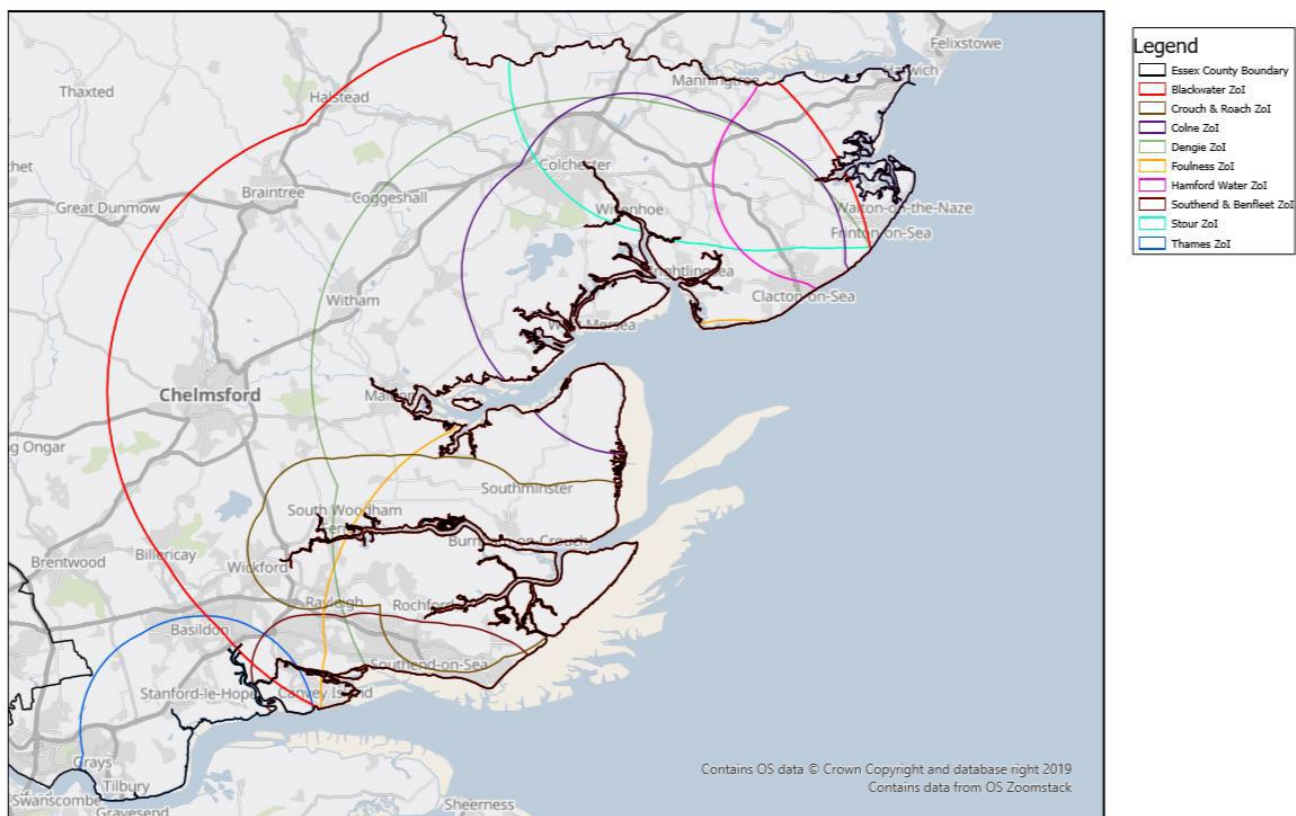 Felixstowe
Harwich
Manningtree
Thaxted
Halstead
Colchester
Braintree
Coggeshall
Great Dunmow
Wivenhoe
Walton-on-the-Naze
Frinton-on-Sea
Brightlingsea
Clacton-on-Sea
Witham
West Mersea
Chelmsford
Maldon
Ongar
Southminster
South Woodham
Ferrers
Burnham-on-Crouch
Billericay
Brentwood
Wickford
Rayleigh
Rochford
Basildon
Southend-on-Sea
Stanford-le-Hope
Canvey Island
Grays
Tilbury
Swanscombe
Gravesend
Sheerness
Contains OS data © Crown Copyright and database right 2019
Contains data from OS Zoomstack
Legend
Essex County Boundary
Blackwater ZoI
Crouch & Roach ZoI
Colne ZoI
Dengie ZoI
Foulness ZoI
Hamford Water ZoI
Southend & Benfleet ZoI
Stour ZoI
Thames ZoI